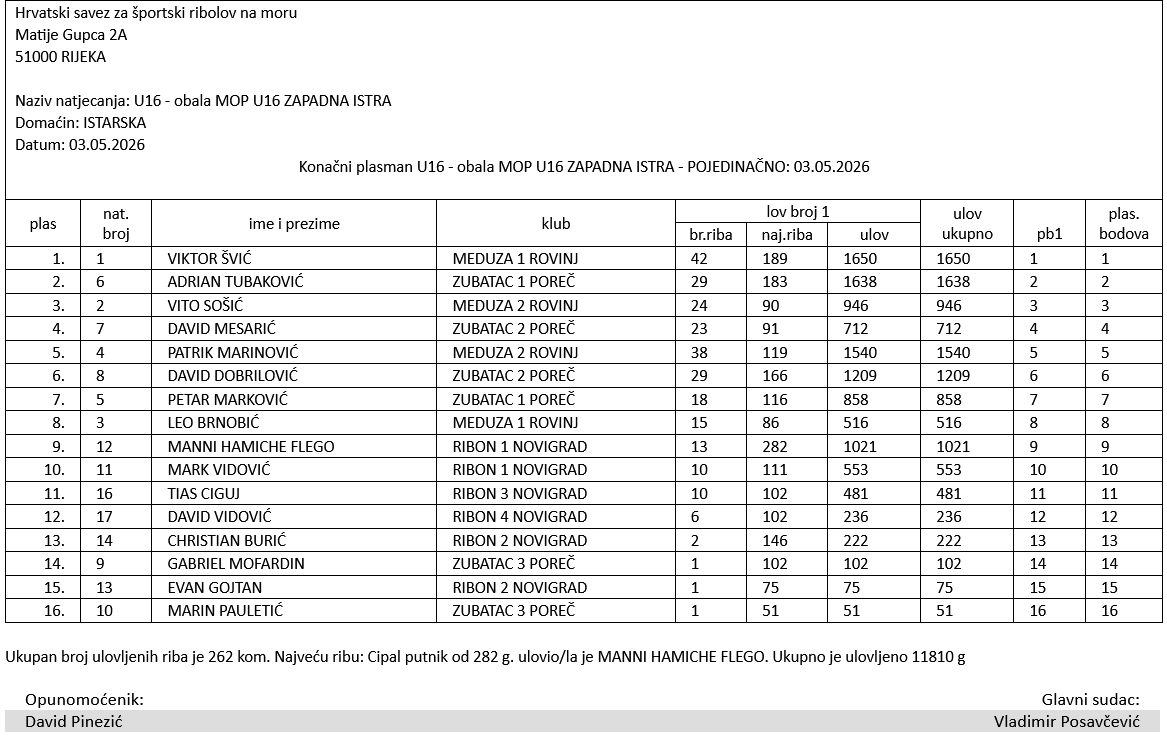 Hrvatski savez za športski ribolov na moru
Matije Gupca 2A
51000 RIJEKA
Naziv natjecanja: U16 - obala MOP U16 ZAPADNA ISTRA
Domaćin: ISTARSKA
Datum: 03.05.2026
Konačni plasman U16 - obala MOP U16 ZAPADNA ISTRA - POJEDINAČNO: 03.05.2026
plas nat. broj ime i prezime klub lov broj 1 ulov ukupno pb1 plas. bodova
br.riba naj.riba ulov
1. 1 VIKTOR ŠVIĆ MEDUZA 1 ROVINJ 42 189 1650 1650 1 1
2. 6 ADRIAN TUBAKOVIĆ ZUBATAC 1 POREČ 29 183 1638 1638 2 2
3. 2 VITO SOŠIĆ MEDUZA 2 ROVINJ 24 90 946 946 3 3
4. 7 DAVID MESARIĆ ZUBATAC 2 POREČ 23 91 712 712 4 4
5. 4 PATRIK MARINOVIĆ MEDUZA 2 ROVINJ 38 119 1540 1540 5 5
6. 8 DAVID DOBRILOVIĆ ZUBATAC 2 POREČ 29 166 1209 1209 6 6
7. 5 PETAR MARKOVIĆ ZUBATAC 1 POREČ 18 116 858 858 7 7
8. 3 LEO BRNOBIĆ MEDUZA 1 ROVINJ 15 86 516 516 8 8
9. 12 MANNI HAMICHE FLEGO RIBON 1 NOVIGRAD 13 282 1021 1021 9 9
10. 11 MARK VIDOVIĆ RIBON 1 NOVIGRAD 10 111 553 553 10 10
11. 16 TIAS CIGUJ RIBON 3 NOVIGRAD 10 102 481 481 11 11
12. 17 DAVID VIDOVIĆ RIBON 4 NOVIGRAD 6 102 236 236 12 12
13. 14 CHRISTIAN BURIĆ RIBON 2 NOVIGRAD 2 146 222 222 13 13
14. 9 GABRIEL MOFARDIN ZUBATAC 3 POREČ 1 102 102 102 14 14
15. 13 EVAN GOJTAN RIBON 2 NOVIGRAD 1 75 75 75 15 15
16. 10 MARIN PAULETIĆ ZUBATAC 3 POREČ 1 51 51 51 16 16
Ukupan broj ulovljenih riba je 262 kom. Najveću ribu: Cipal putnik od 282 g. ulovio/la je MANNI HAMICHE FLEGO. Ukupno je ulovljeno 11810 g
Opunomoćenik: Glavni sudac:
David Pinezić Vladimir Posavčević